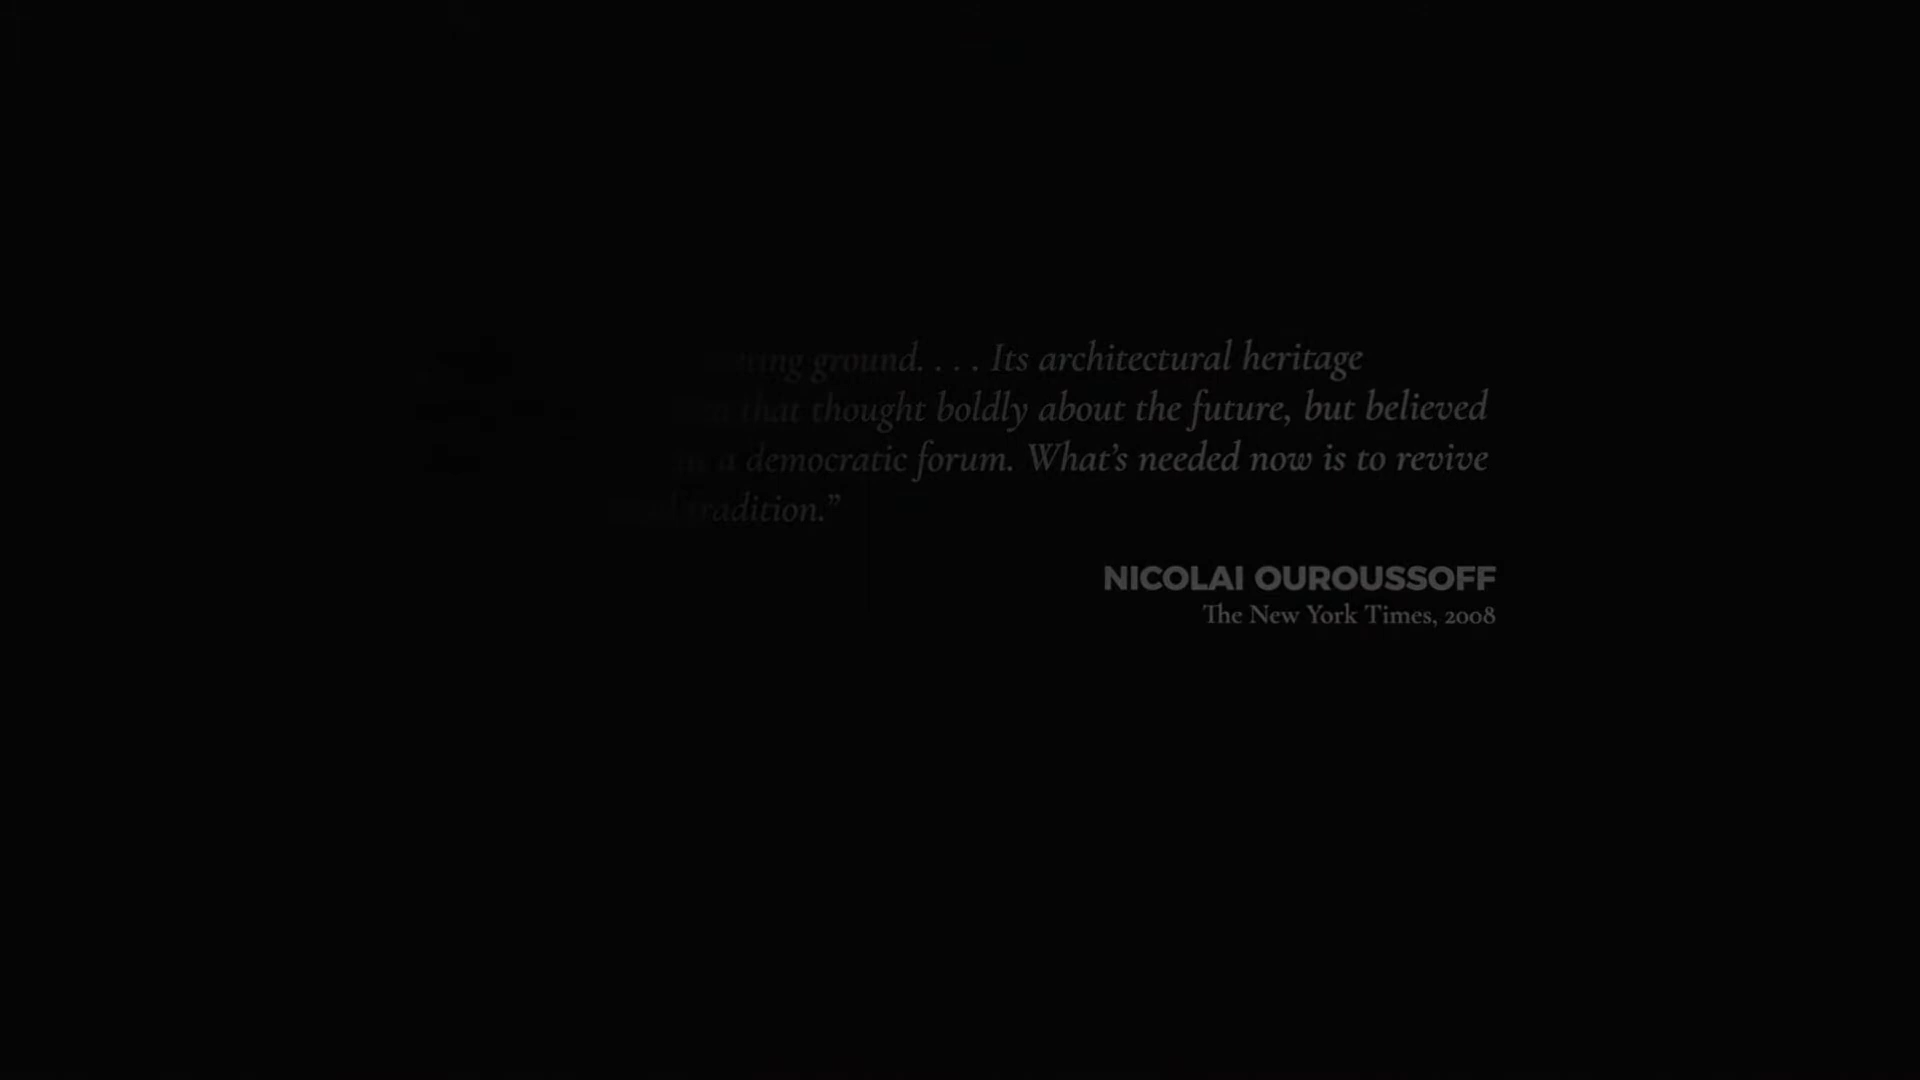 ground. . . . Its architectural heritage
that thought boldly about the future, but believed
a democratic forum. What’s needed now is to revive
tradition.”
NICOLAI OUROUSSOFF
The New York Times, 2008